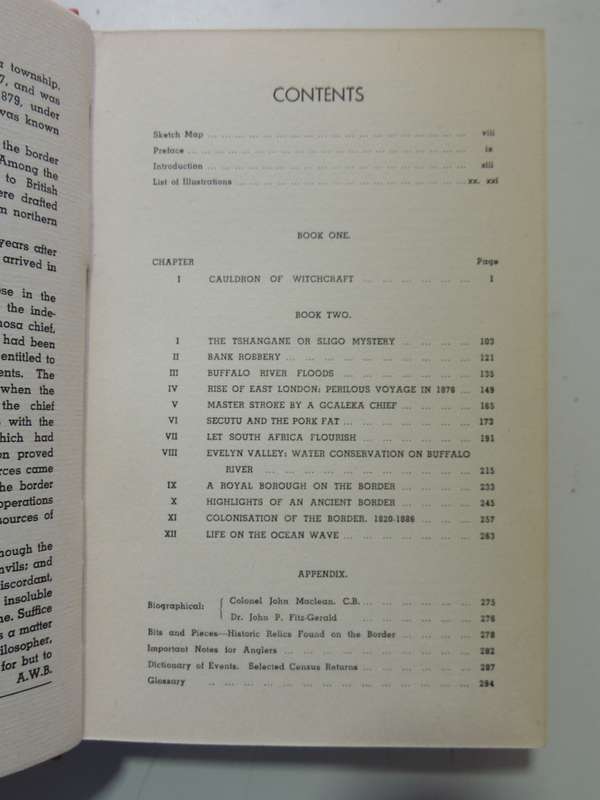 r township,
7, and was
1879, under
was known
the border
Among the
to British
ere drafted
m northern
years after
arrived in
ose in the
the inde-
hosa chief,
had been
entitled to
ents. The
when the
the chief
s with the
which had
on proved
rces came
he border
operations
sources of
hough the
nvils; and
iscordant,
insoluble
ne. Suffice
s a matter
ilosopher,
for but to
A.W.B.
CONTENTS
Sketch Map ... viii
Preface ... ix
Introduction ... xiii
List of Illustrations ... xx. xxi
BOOK ONE.
CHAPTER Page
I CAULDRON OF WITCHCRAFT ... 1
BOOK TWO.
I THE TSHANGANE OR SLIGO MYSTERY ... 103
II BANK ROBBERY ... 121
III BUFFALO RIVER FLOODS ... 135
IV RISE OF EAST LONDON: PERILOUS VOYAGE IN 1876 ... 149
V MASTER STROKE BY A GCALEKA CHIEF ... 165
VI SECUTU AND THE PORK FAT ... 173
VII LET SOUTH AFRICA FLOURISH ... 191
VIII EVELYN VALLEY: WATER CONSERVATION ON BUFFALO
RIVER ... 215
IX A ROYAL BOROUGH ON THE BORDER ... 233
X HIGHLIGHTS OF AN ANCIENT BORDER ... 245
XI COLONISATION OF THE BORDER, 1820-1886 ... 257
XII LIFE ON THE OCEAN WAVE ... 263
APPENDIX.
Biographical: { Colonel John Maclean, C.B. ... 275
Dr. John P. Fitz-Gerald ... 276
Bits and Pieces—Historic Relics Found on the Border ... 278
Important Notes for Anglers ... 282
Dictionary of Events. Selected Census Returns ... 287
Glossary ... 294